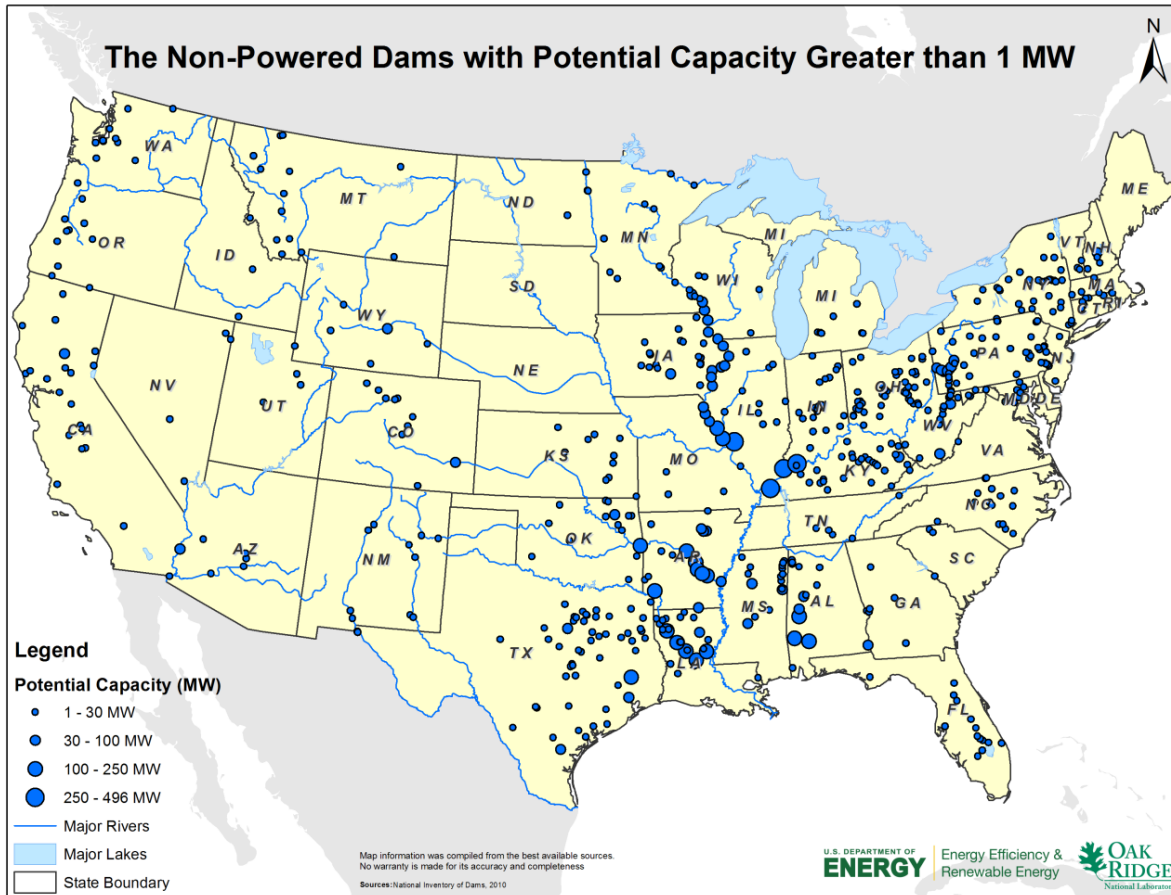 The Non-Powered Dams with Potential Capacity Greater than 1 MW
N
WA
MT
ND
MN
MI
ME
VT
NH
OR
ID
SD
WI
MI
NY
MA
CT
RI
WY
IA
PA
NJ
NV
UT
NE
IL
IN
OH
MD
DE
CA
CO
KS
MO
KY
WV
VA
AZ
NM
OK
AR
TN
NC
SC
TX
LA
MS
AL
GA
FL
Legend
Potential Capacity (MW)
1 - 30 MW
30 - 100 MW
100 - 250 MW
250 - 496 MW
Major Rivers
Major Lakes
State Boundary
Map information was compiled from the best available sources.
No warranty is made for its accuracy and completeness
Sources: National Inventory of Dams, 2010
U.S. DEPARTMENT OF
ENERGY
Energy Efficiency &
Renewable Energy
OAK
RIDGE
National Laboratory